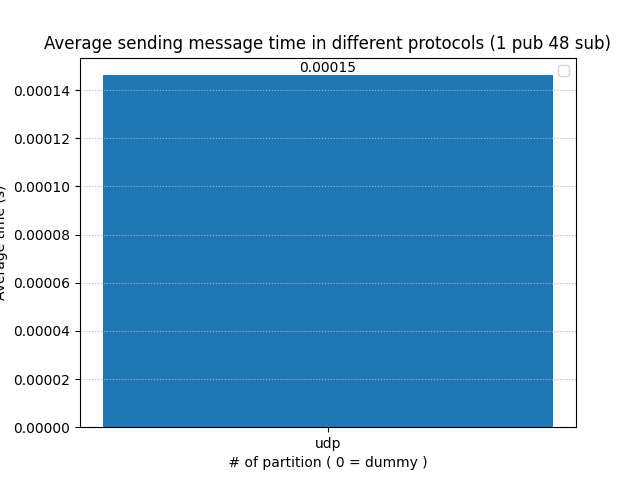 Average sending message time in different protocols (1 pub 48 sub)
0.00015
0.00014
0.00012
0.00010
0.00008
0.00006
0.00004
0.00002
0.00000
Average time (s)
udp
# of partition ( 0 = dummy )